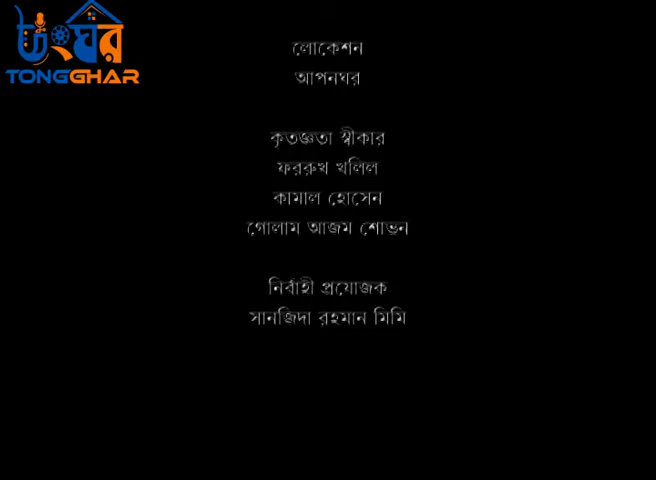 টংঘর
TONGGHAR
লোকেশন
আপনঘর
কৃতজ্ঞতা স্বীকার
ফররুখ খলিল
কামাল হোসেন
গোলাম আজম শোভন
নির্বাহী প্রযোজক
সানজিদা রহমান মিমি